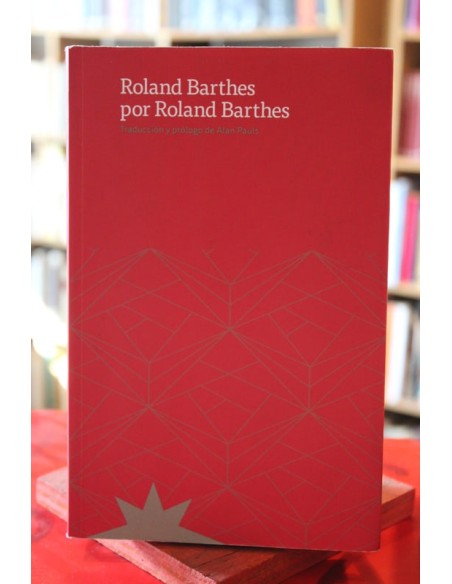 Roland Barthes
por Roland Barthes
Traducción y prólogo de Alan Pauls